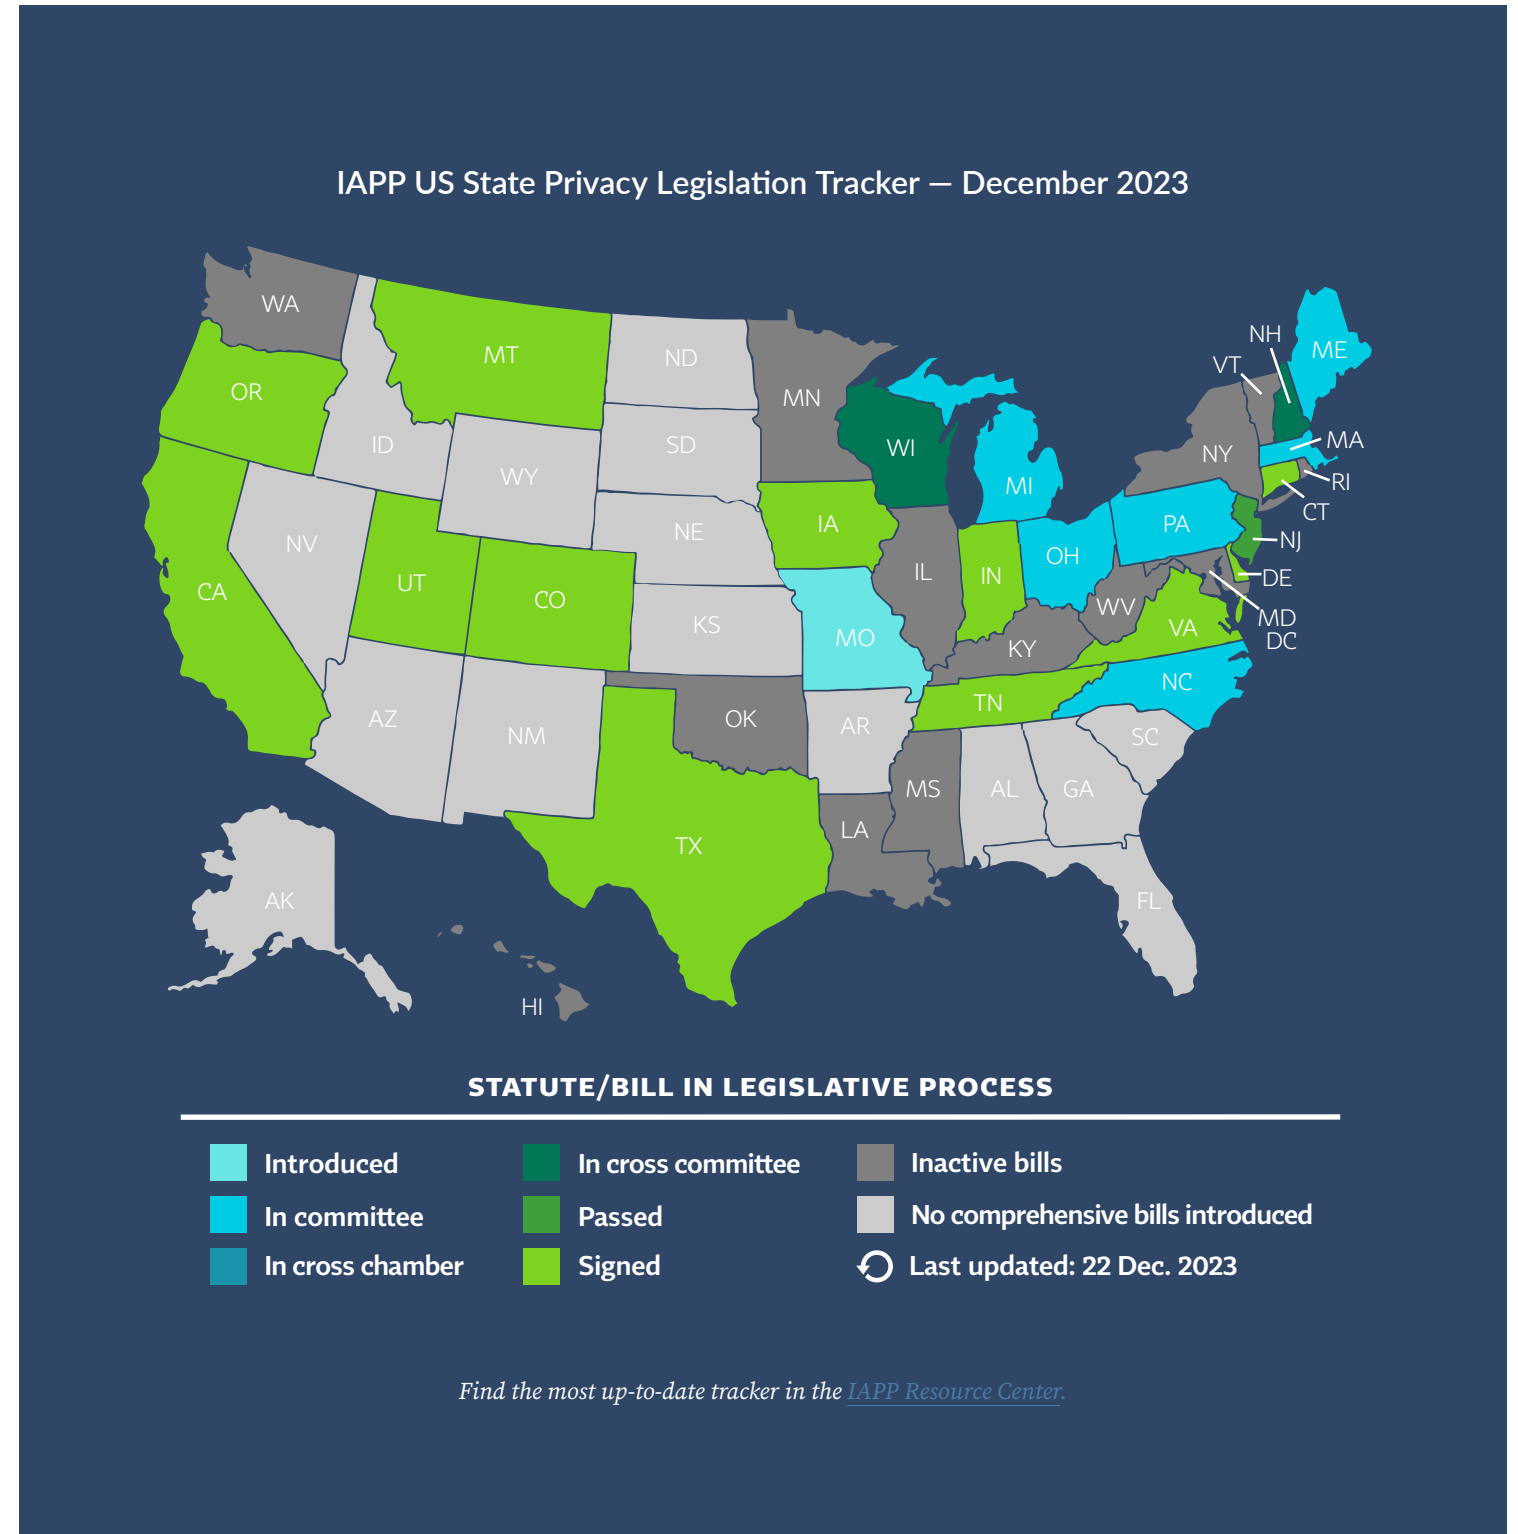 IAPP US State Privacy Legislation Tracker — December 2023
WA
MT
ND
MN
OR
ID
SD
WY
WI
MI
NH
ME
VT
NY
MA
RI
CT
NV
NE
IA
PA
NJ
CA
UT
CO
IL
IN
OH
DE
KS
MO
WV
MD
DC
KY
VA
NC
AZ
NM
OK
AR
TN
SC
MS
AL
GA
TX
LA
AK
FL
HI
STATUTE/BILL IN LEGISLATIVE PROCESS
Introduced
In committee
In cross chamber
In cross committee
Passed
Signed
Inactive bills
No comprehensive bills introduced
Last updated: 22 Dec. 2023
Find the most up-to-date tracker in the IAPP Resource Center.